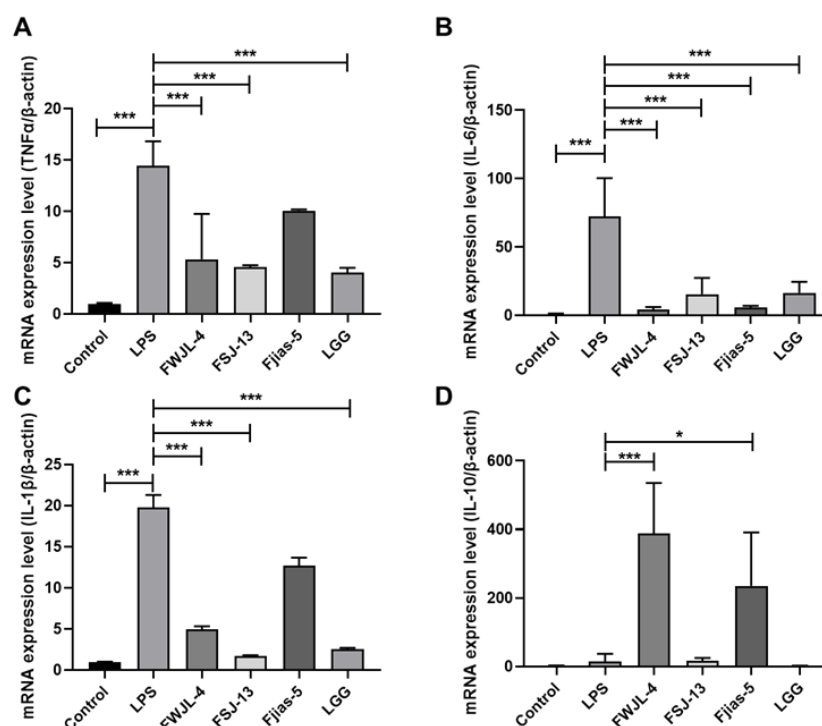 A
mRNA expression level (TNFα/β-actin)
***
***
***
***
20
15
10
5
0
Control
LPS
FWJL-4
FSJ-13
Fjias-5
LGG
B
mRNA expression level (IL-6/β-actin)
***
***
***
***
***
150
100
50
0
Control
LPS
FWJL-4
FSJ-13
Fjias-5
LGG
C
mRNA expression level (IL-1β/β-actin)
***
***
***
***
25
20
15
10
5
0
Control
LPS
FWJL-4
FSJ-13
Fjias-5
LGG
D
mRNA expression level (IL-10/β-actin)
*
***
600
400
200
0
Control
LPS
FWJL-4
FSJ-13
Fjias-5
LGG